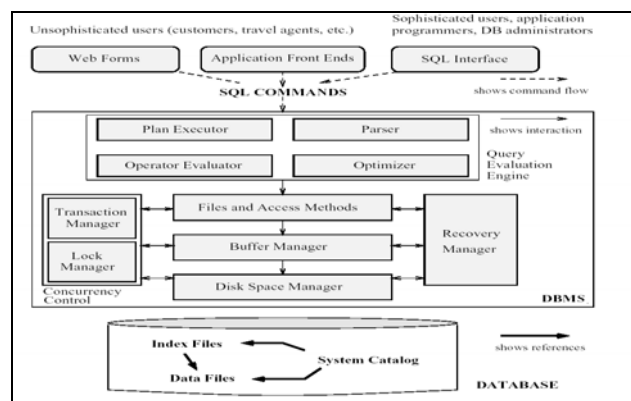 Unsophisticated users (customers, travel agents, etc.)
Sophisticated users, application
programmers, DB administrators
Web Forms
Application Front Ends
SQL Interface
SQL COMMANDS
shows command flow
Plan Executor
Parser
shows interaction
Operator Evaluator
Optimizer
Query
Evaluation
Engine
Transaction
Manager
Files and Access Methods
Recovery
Manager
Buffer Manager
Lock
Manager
Disk Space Manager
Concurrency
Control
DBMS
Index Files
System Catalog
Data Files
shows references
DATABASE